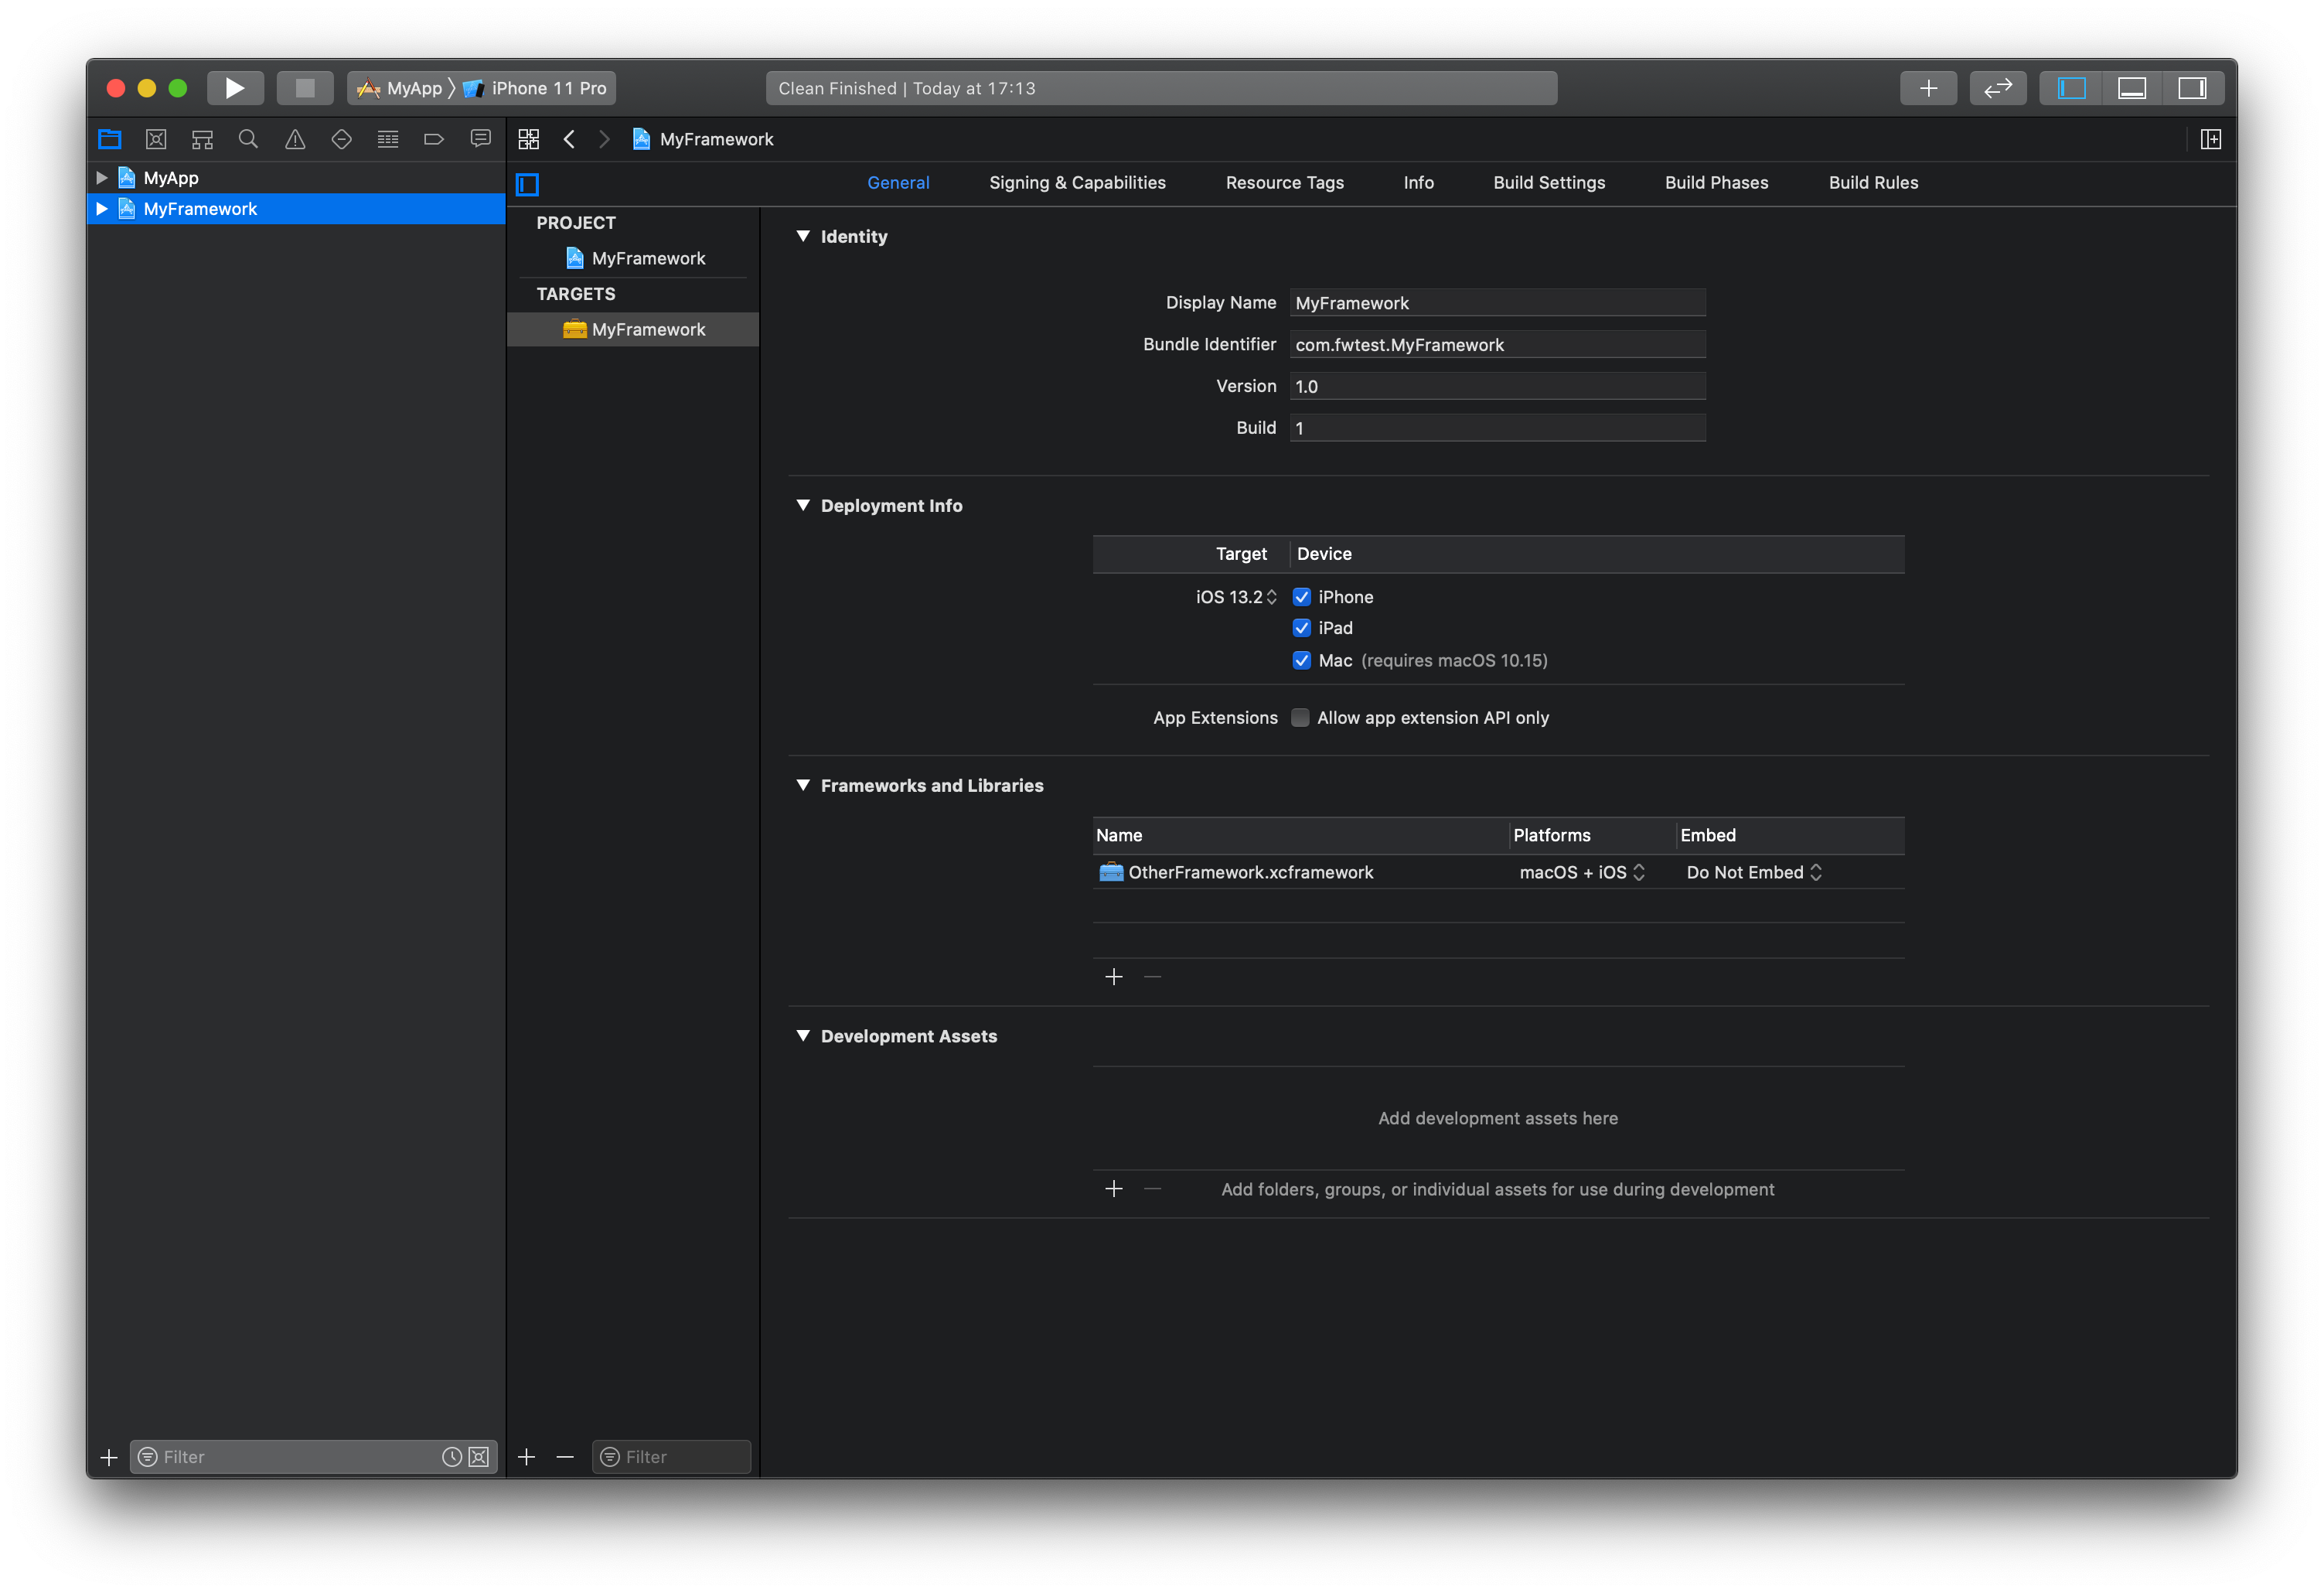 MyApp 〉 iPhone 11 Pro
Clean Finished | Today at 17:13
MyFramework
MyApp
MyFramework
General Signing & Capabilities Resource Tags Info Build Settings Build Phases Build Rules
PROJECT
MyFramework
TARGETS
MyFramework
Filter
Filter
Identity
Display Name MyFramework
Bundle Identifier com.fwtest.MyFramework
Version 1.0
Build 1
Deployment Info
Target Device
iOS 13.2 iPhone
iPad
Mac (requires macOS 10.15)
App Extensions Allow app extension API only
Frameworks and Libraries
Name Platforms Embed
OtherFramework.xcframework macOS + iOS Do Not Embed
Development Assets
Add development assets here
Add folders, groups, or individual assets for use during development